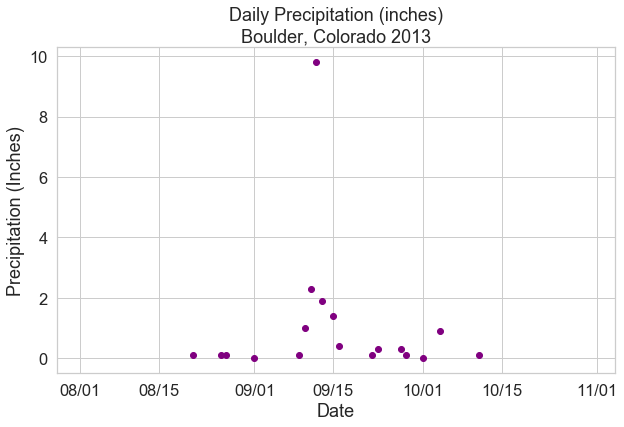 Daily Precipitation (inches)
Boulder, Colorado 2013
10
8
6
4
2
0
Precipitation (Inches)
08/01 08/15 09/01 09/15 10/01 10/15 11/01
Date